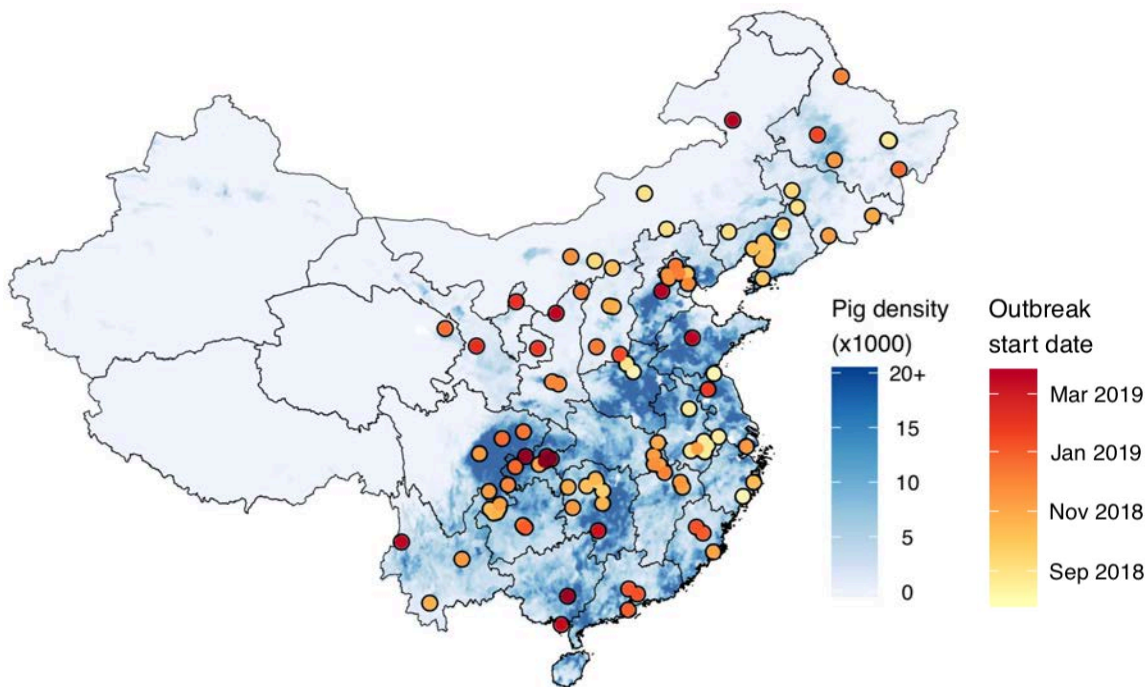 Pig density
(x1000)
20+
15
10
5
0
Outbreak
start date
Mar 2019
Jan 2019
Nov 2018
Sep 2018